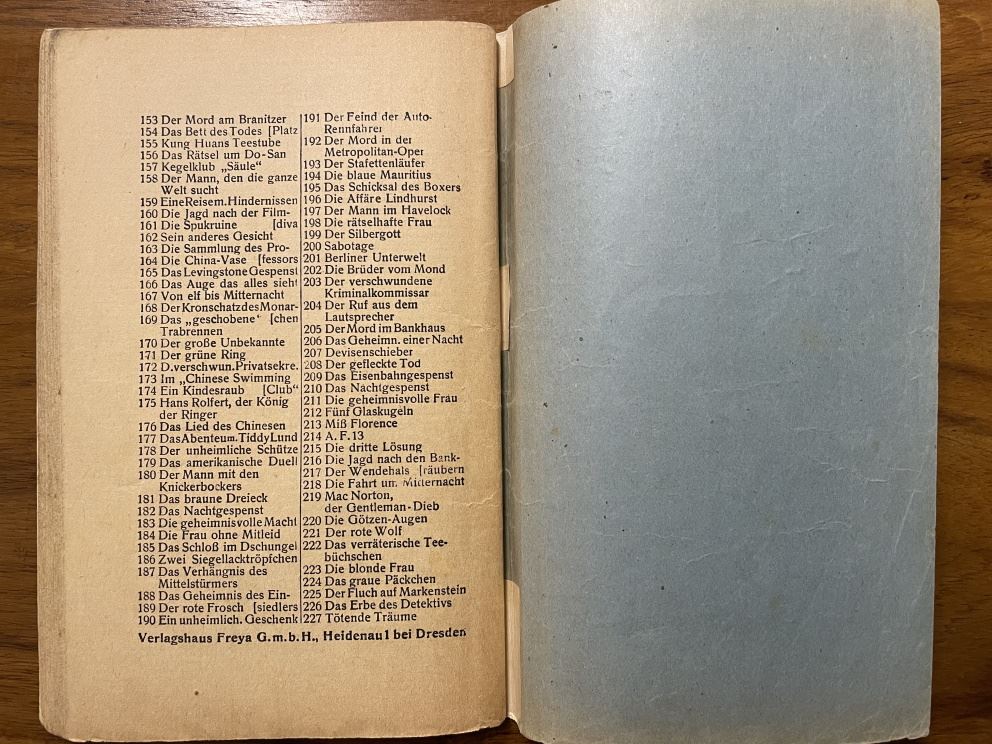 153 Der Mord am Branitzer
154 Das Bett des Todes [Platz
155 Kung Huans Teestube
156 Das Rätsel um Do-San
157 Kegelklub „Säule“
158 Der Mann, den die ganze
Welt sucht
159 Eine Reise m. Hindernissen
160 Die Jagd nach der Film-
161 Die Spukruine [diva
162 Sein anderes Gesicht
163 Die Sammlung des Pro-
164 Die China-Vase [fessors
165 Das Levingstone Gespenst
166 Das Auge das alles sieht
167 Von elf bis Mitternacht
168 Der Kronschatz des Monar-
169 Das „geschobene“ [chen
Trabrennen
170 Der große Unbekannte
171 Der grüne Ring
172 D. verschwun. Privatsekre.
173 Im „Chinese Swimming
174 Ein Kindesraub [Club“
175 Hans Rolfert, der König
der Ringer
176 Das Lied des Chinesen
177 Das Abenteu. Tiddy Lund
178 Der unheimliche Schütze
179 Das amerikanische Duell
180 Der Mann mit den
Knickerbockers
181 Das braune Dreieck
182 Das Nachtgespenst
183 Die geheimnisvolle Macht
184 Die Frau ohne Mitleid
185 Das Schloß im Dschungel
186 Zwei Siegellacktröpfchen
187 Das Verhängnis des
Mittelstürmers
188 Das Geheimnis des Ein-
189 Der rote Frosch [siedlers
190 Ein unheimlich. Geschenk
191 Der Feind der Auto-
Rennfahrer
192 Der Mord in der
Metropolitan-Oper
193 Der Stafettenläufer
194 Die blaue Mauritius
195 Das Schicksal des Boxers
196 Die Affäre Lindhurst
197 Der Mann im Havelock
198 Die rätselhafte Frau
199 Der Silbergott
200 Sabotage
201 Berliner Unterwelt
202 Die Brüder vom Mond
203 Der verschwundene
Kriminalkommissar
204 Der Ruf aus dem
Lautsprecher
205 Der Mord im Bankhaus
206 Das Geheimn. einer Nacht
207 Devisenschieber
208 Der gefleckte Tod
209 Das Eisenbahngespenst
210 Das Nachtgespenst
211 Die geheimnisvolle Frau
212 Fünf Glaskugeln
213 Miß Florence
214 A. F. 13
215 Die dritte Lösung
216 Die Jagd nach den Bank-
217 Der Wendehals [räubern
218 Die Fahrt um Mitternacht
219 Mac Norton,
der Gentleman-Dieb
220 Die Götzen-Augen
221 Der rote Wolf
222 Das verräterische Tee-
büchschen
223 Die blonde Frau
224 Das graue Päckchen
225 Der Fluch auf Markenstein
226 Das Erbe des Detektivs
227 Tötende Träume
Verlagshaus Freya G.m.b.H., Heidenau 1 bei Dresden